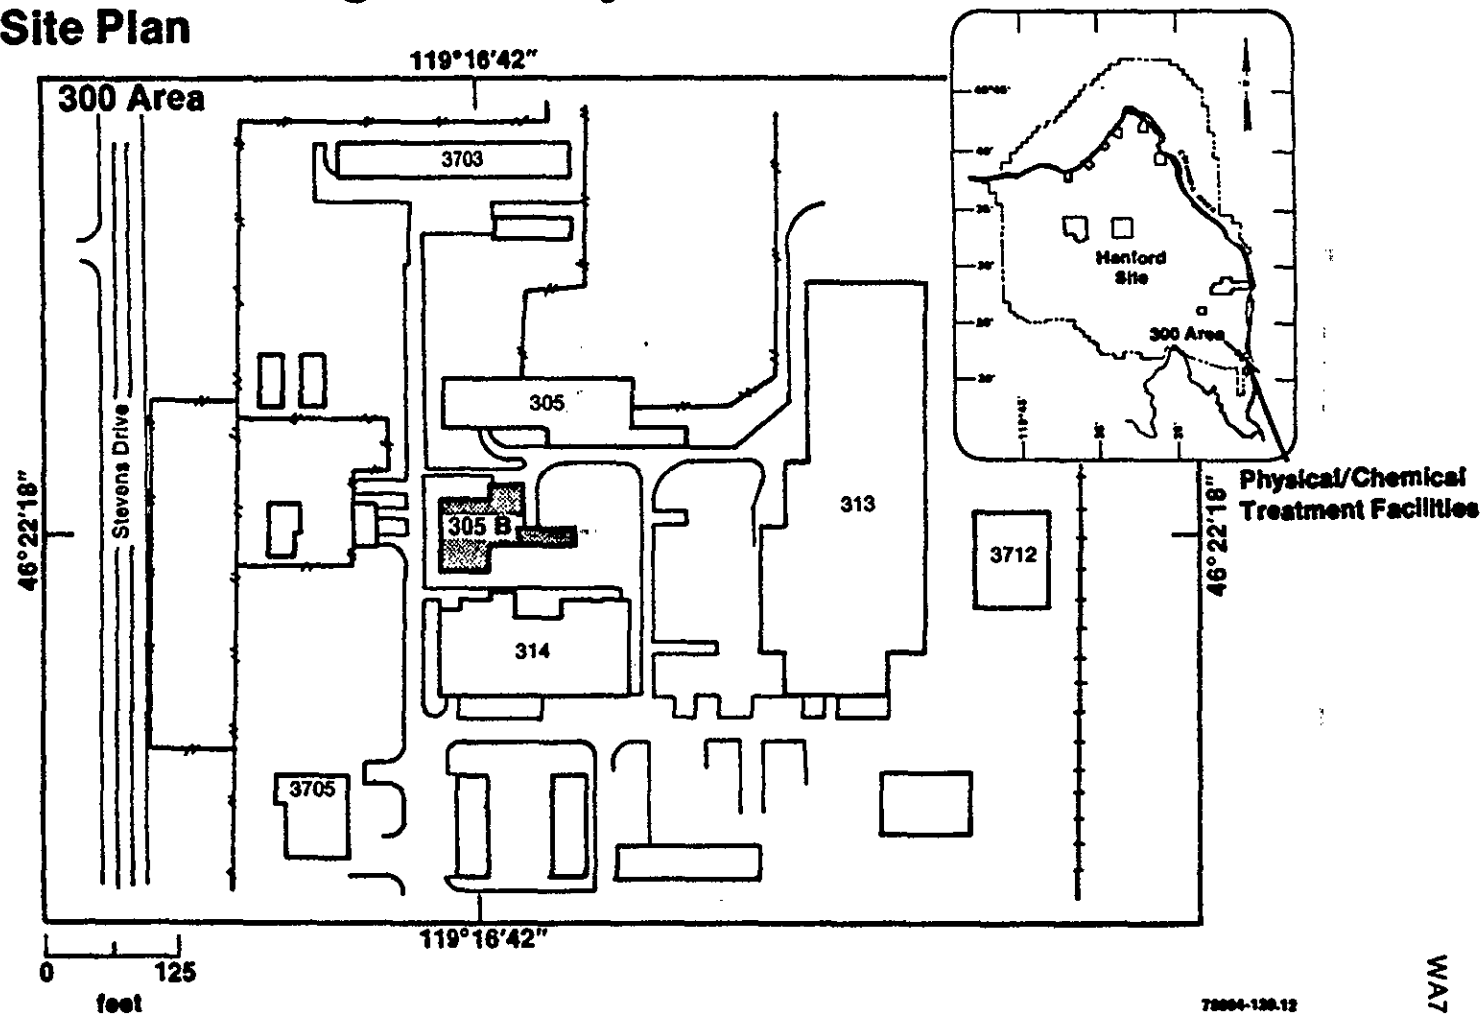 Site Plan
119°16'42"
300 Area
3703
Hanford
Site
300 Area
305
Stevens Drive
313
305 B
46°22'18"
46°22'18"
Physical/Chemical
Treatment Facilities
3712
314
3705
119°16'42"
0 125
feet
WA7